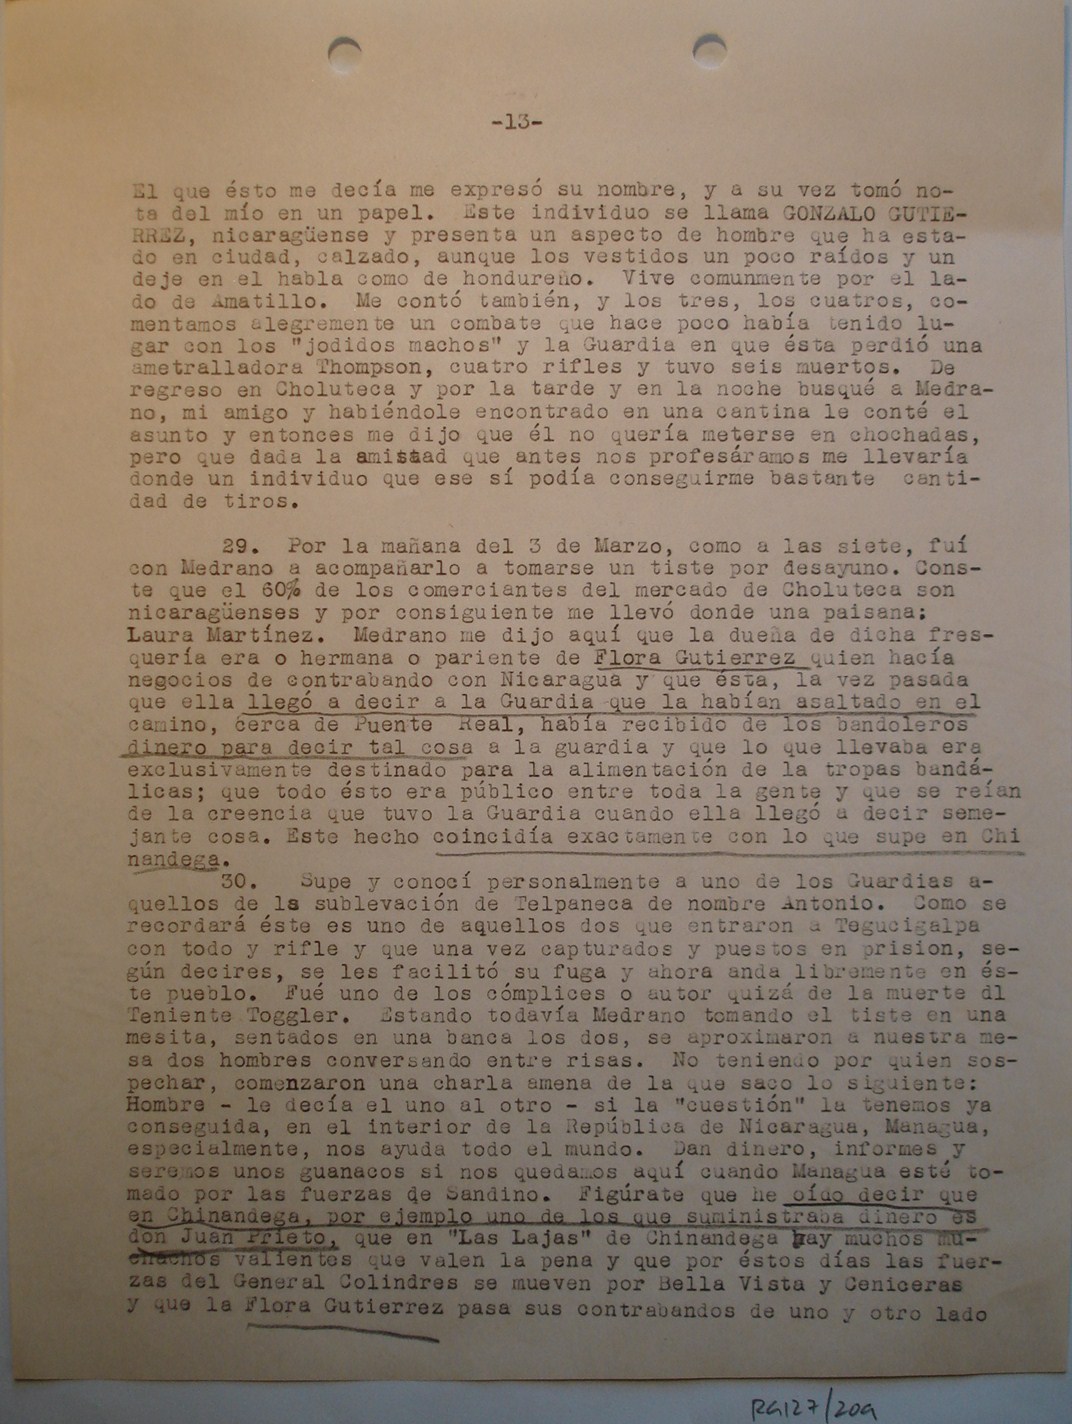 -13-
El que ésto me decía me expresó su nombre, y a su vez tomó no-
ta del mío en un papel. Este individuo se llama GONZALO GUTIE-
RREZ, nicaragüense y presenta un aspecto de hombre que ha esta-
do en ciudad, calzado, aunque los vestidos un poco raídos y un
deje en el habla como de hondureño. Vive comunmente por el la-
do de Amatillo. Me contó también, y los tres, los cuatros, co-
mentamos alegremente un combate que hace poco había tenido lu-
gar con los "jodidos machos" y la Guardia en que ésta perdió una
ametralladora Thompson, cuatro rifles y tuvo seis muertos. De
regreso en Choluteca y por la tarde y en la noche busqué a Medra-
no, mi amigo y habiéndole encontrado en una cantina le conté el
asunto y entonces me dijo que él no quería meterse en chochadas,
pero que dada la amistad que antes nos profesáramos me llevaría
donde un individuo que ese sí podía conseguirme bastante canti-
dad de tiros.
29. Por la mañana del 3 de Marzo, como a las siete, fuí
con Medrano a acompañarlo a tomarse un tiste por desayuno. Cons-
te que el 60% de los comerciantes del mercado de Choluteca son
nicaragüenses y por consiguiente me llevó donde una paisana;
Laura Martínez. Medrano me dijo aquí que la dueña de dicha fres-
quería era o hermana o pariente de Flora Gutierrez quien hacía
negocios de contrabando con Nicaragua y que ésta, la vez pasada
que ella llegó a decir a la Guardia que la habían asaltado en el
camino, cerca de Puente Real, había recibido de los bandoleros
dinero para decir tal cosa a la guardia y que lo que llevaba era
exclusivamente destinado para la alimentación de la tropas bandá-
licas; que todo ésto era público entre toda la gente y que se reían
de la creencia que tuvo la Guardia cuando ella llegó a decir seme-
jante cosa. Este hecho coincidía exactamente con lo que supe en Chi
nandega.
30. Supe y conocí personalmente a uno de los Guardias a-
quellos de la sublevación de Telpaneca de nombre Antonio. Como se
recordará éste es uno de aquellos dos que entraron a Tegucigalpa
con todo y rifle y que una vez capturados y puestos en prision, se-
gún decires, se les facilitó su fuga y ahora anda libremente en és-
te pueblo. Fué uno de los cómplices o autor quizá de la muerte dl
Teniente Toggler. Estando todavía Medrano tomando el tiste en una
mesita, sentados en una banca los dos, se aproximaron a nuestra me-
sa dos hombres conversando entre risas. No teniendo por quien sos-
pechar, comenzaron una charla amena de la que saco lo siguiente:
Hombre - le decía el uno al otro - si la "cuestión" la tenemos ya
conseguida, en el interior de la República de Nicaragua, Managua,
especialmente, nos ayuda todo el mundo. Dan dinero, informes y
seremos unos guanacos si nos quedamos aquí cuando Managua esté to-
mado por las fuerzas de Sandino. Figúrate que he oído decir que
en Chinandega, por ejemplo uno de los que suministraba dinero es
don Juan Prieto, que en "Las Lajas" de Chinandega hay muchos mu-
chachos valientes que valen la pena y que por éstos días las fuer-
zas del General Colindres se mueven por Bella Vista y Ceniceras
y que la Flora Gutierrez pasa sus contrabandos de uno y otro lado
RG127/209